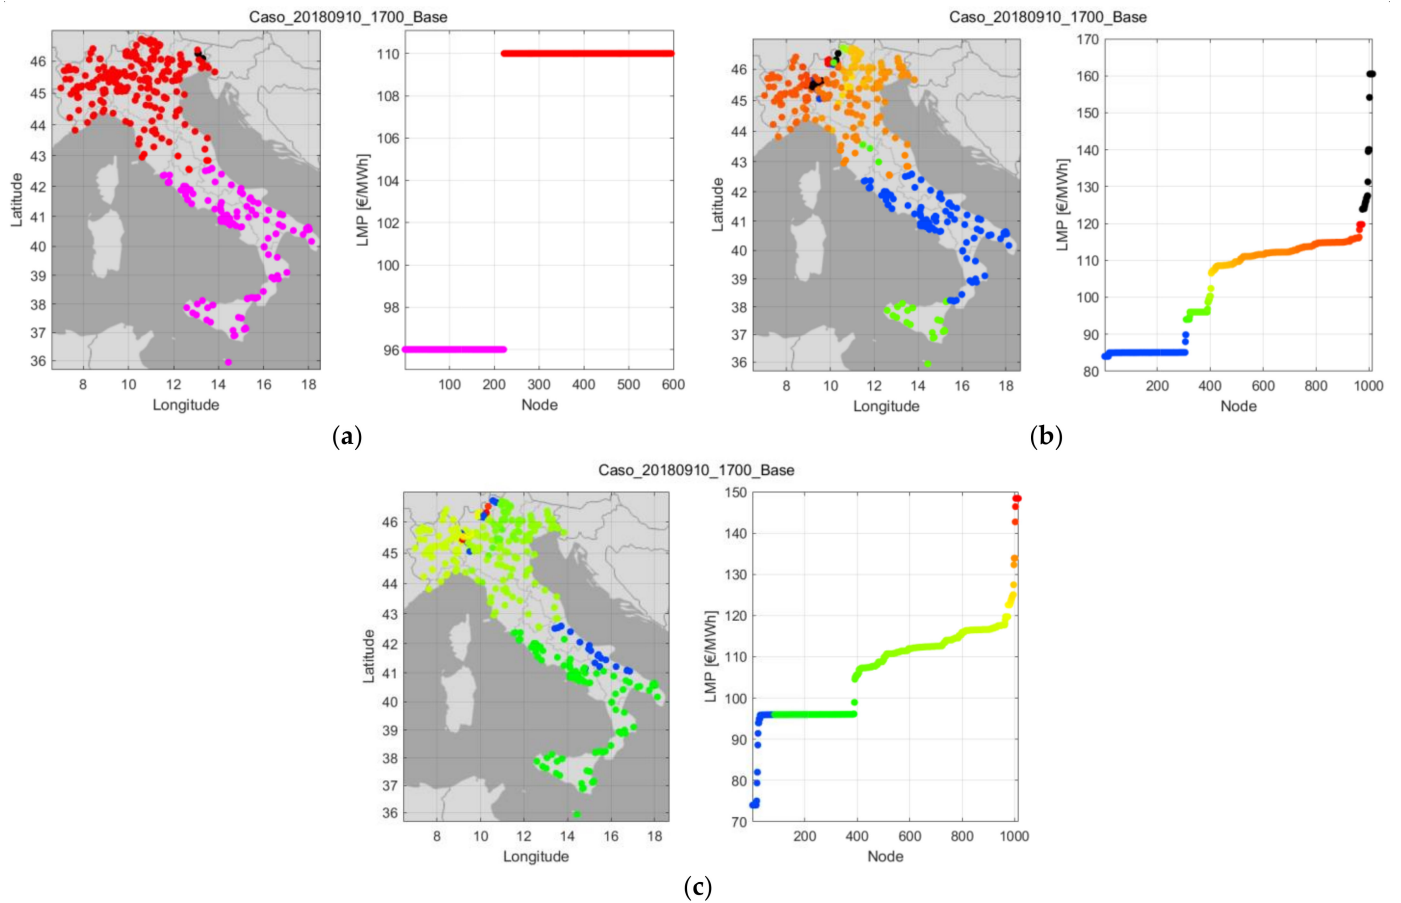 Caso_20180910_1700_Base
46
45
44
43
42
41
40
39
38
37
36
Latitude
8 10 12 14 16 18
Longitude
110
108
106
104
102
100
98
96
LMP [€/MWh]
100 200 300 400 500 600
Node
(a)
Caso_20180910_1700_Base
46
45
44
43
42
41
40
39
38
37
36
Latitude
8 10 12 14 16 18
Longitude
170
160
150
140
130
120
110
100
90
80
LMP [€/MWh]
200 400 600 800 1000
Node
(b)
Caso_20180910_1700_Base
46
45
44
43
42
41
40
39
38
37
36
Latitude
8 10 12 14 16 18
Longitude
150
140
130
120
110
100
90
80
70
LMP [€/MWh]
200 400 600 800 1000
Node
(c)